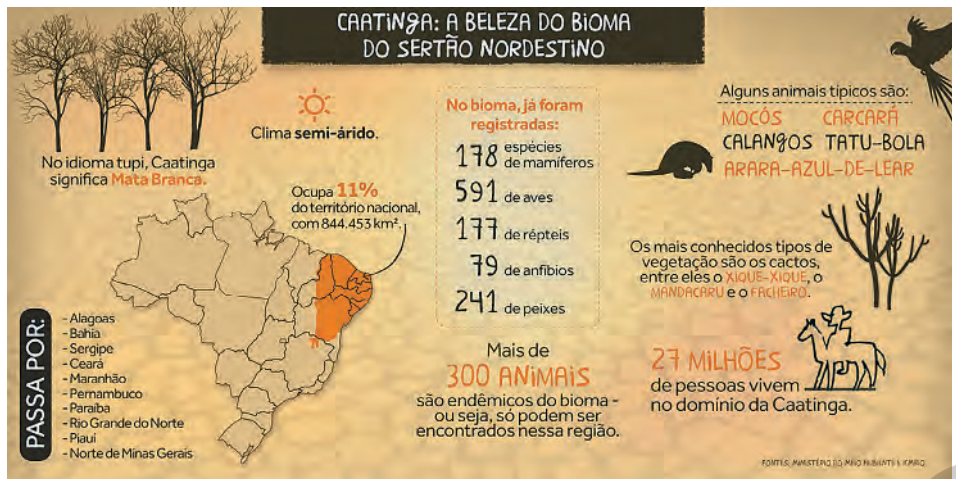 CAATINGA: A BELEZA DO BIOMA
DO SERTÃO NORDESTINO
No idioma tupi, Caatinga
significa Mata Branca.
Clima semi-árido.
Ocupa 11%
do território nacional,
com 844.453 km².
PASSA POR:
- Alagoas
- Bahia
- Sergipe
- Ceará
- Maranhão
- Pernambuco
- Paraíba
- Rio Grande do Norte
- Piauí
- Norte de Minas Gerais
No bioma, já foram
registradas:
178 espécies
de mamíferos
591 de aves
177 de répteis
79 de anfíbios
241 de peixes
Mais de
300 ANIMAIS
são endêmicos do bioma -
ou seja, só podem ser
encontrados nessa região.
Alguns animais típicos são:
MOCÓS CARCARÁ
CALANGOS TATU-BOLA
ARARA-AZUL-DE-LEAR
Os mais conhecidos tipos de
vegetação são os cactos,
entre eles o XIQUE-XIQUE, o
MANDACARU e o FACHEIRO.
27 MILHÕES
de pessoas vivem
no domínio da Caatinga.
FONTES: MINISTÉRIO DO MEIO AMBIENTE E ICMBIO